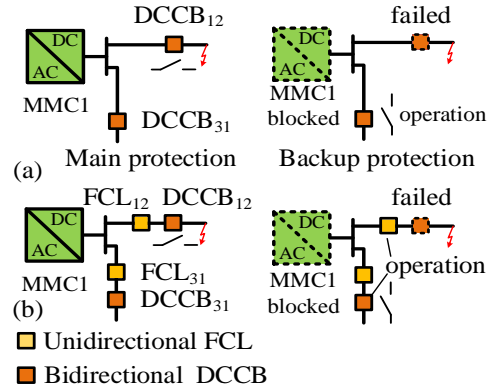 DCCB12
failed
DC
AC
MMC1
DC
AC
MMC1
blocked
operation
DCCB31
(a)
Main protection
Backup protection
FCL12
DCCB12
failed
DC
AC
MMC1
DC
AC
MMC1
blocked
operation
FCL31
DCCB31
(b)
Unidirectional FCL
Bidirectional DCCB